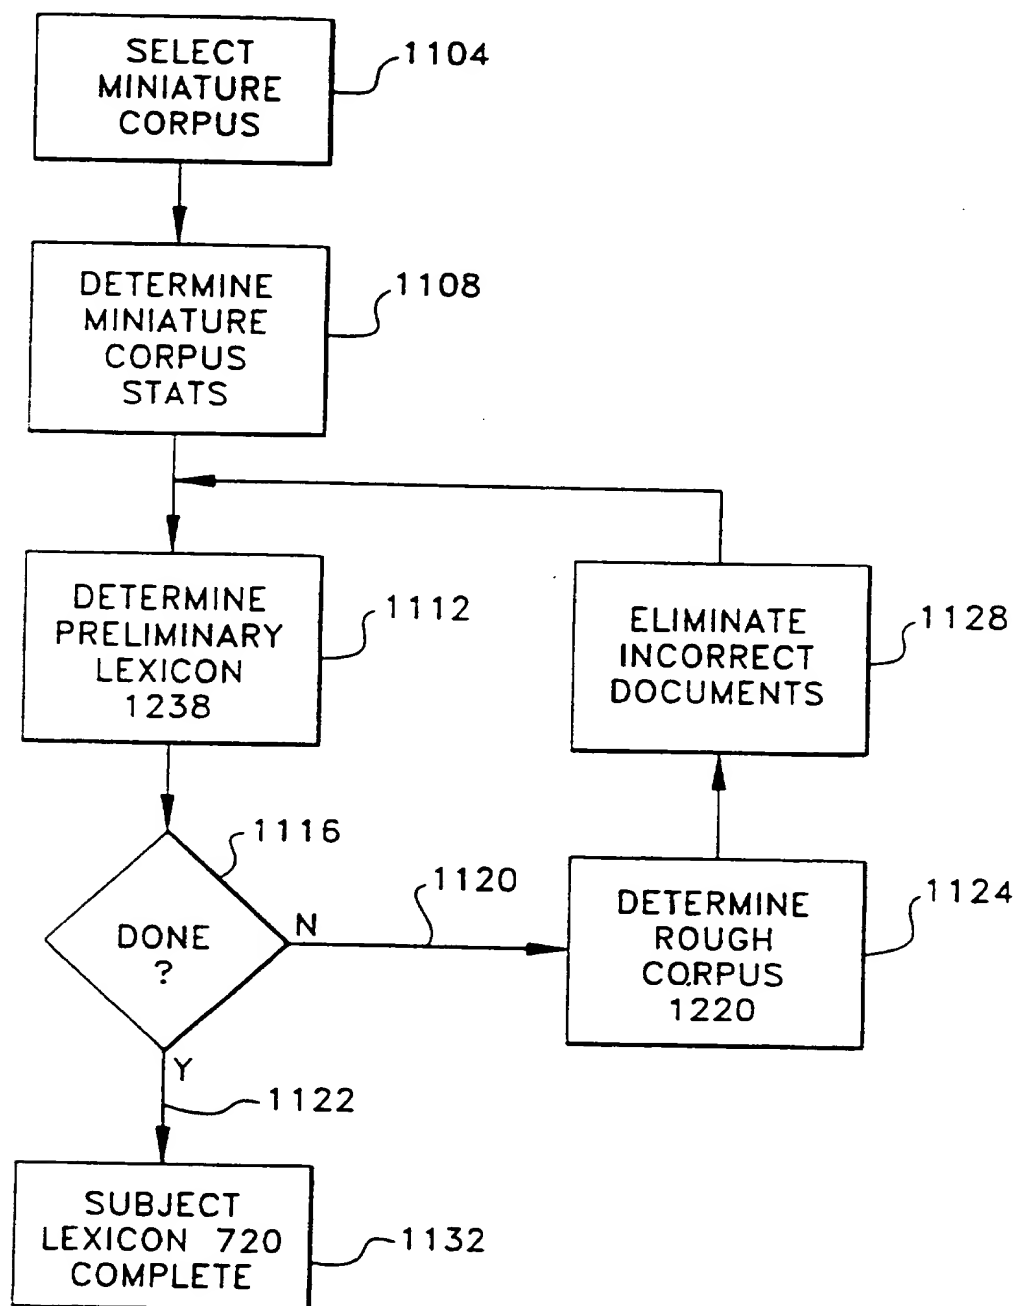 SELECT
MINIATURE
CORPUS
1104
DETERMINE
MINIATURE
CORPUS
STATS
1108
DETERMINE
PRELIMINARY
LEXICON
1238
1112
ELIMINATE
INCORRECT
DOCUMENTS
1128
DONE
?
1116
N
1120
DETERMINE
ROUGH
CORPUS
1220
1124
Y
1122
SUBJECT
LEXICON 720
COMPLETE
1132